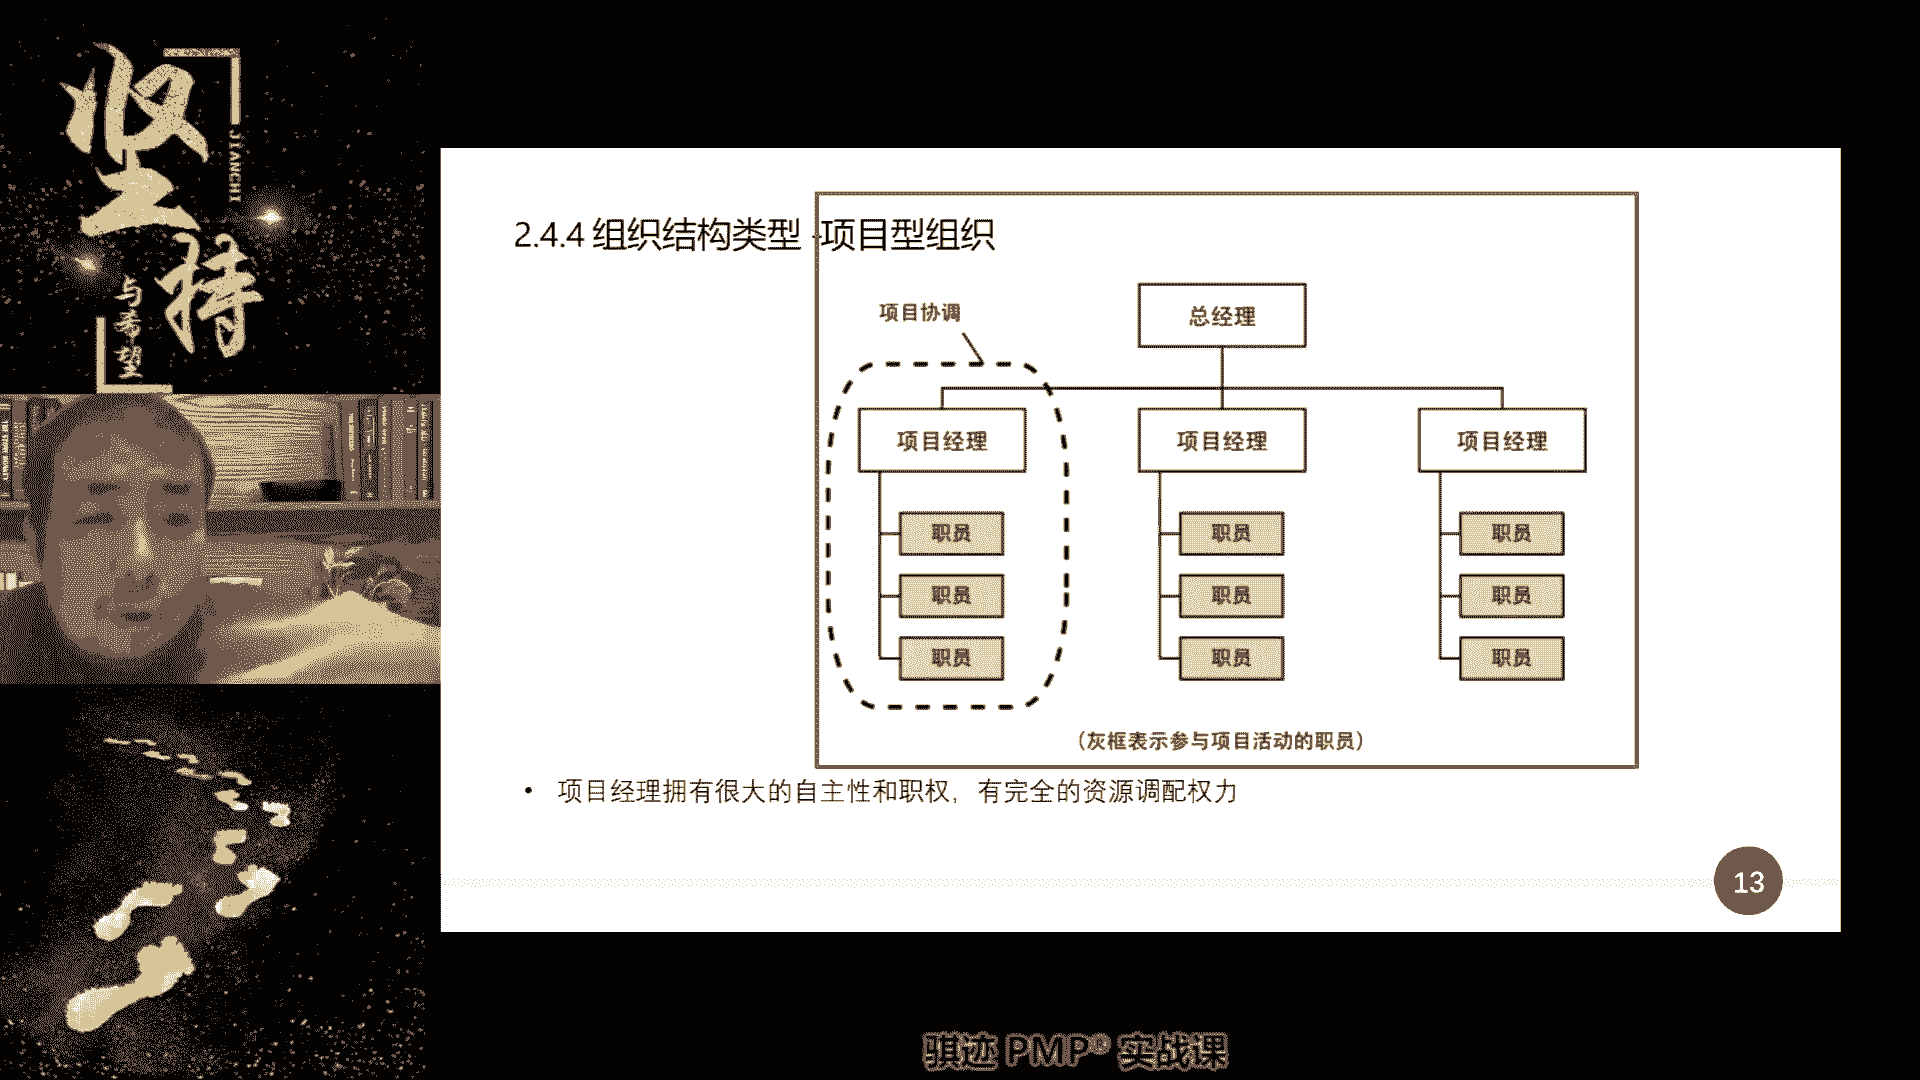 坚持
JIANCHI
与希望
2.4.4 组织结构类型 -项目型组织
项目协调
总经理
项目经理
项目经理
项目经理
职员
职员
职员
职员
职员
职员
职员
职员
职员
（灰框表示参与项目活动的职员）
• 项目经理拥有很大的自主性和职权，有完全的资源调配权力
13
骐迹 PMP® 实战课